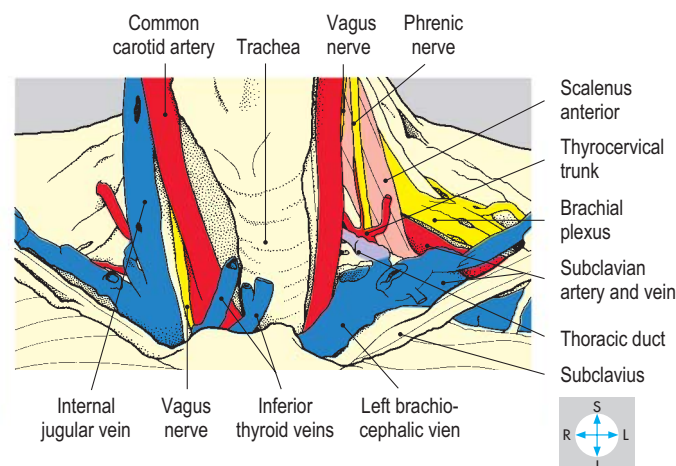 Common
carotid artery
Trachea
Vagus
nerve
Phrenic
nerve
Scalenus
anterior
Thyrocervical
trunk
Brachial
plexus
Subclavian
artery and vein
Thoracic duct
Subclavius
Internal
jugular vein
Vagus
nerve
Inferior
thyroid veins
Left brachio-
cephalic vien
S
R L
I